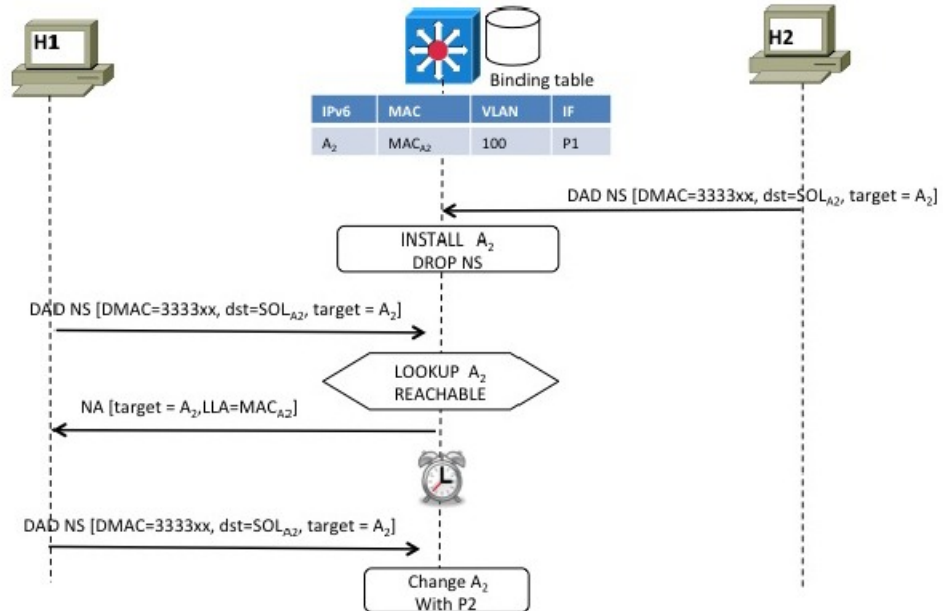 H1
H2
Binding table
IPv6 MAC VLAN IF
A2 MACA2 100 P1
DAD NS [DMAC=3333xx, dst=SOLA2, target = A2]
INSTALL A2
DROP NS
DAD NS [DMAC=3333xx, dst=SOLA2, target = A2]
LOOKUP A2
REACHABLE
NA [target = A2,LLA=MACA2]
DAD NS [DMAC=3333xx, dst=SOLA2, target = A2]
Change A2
With P2